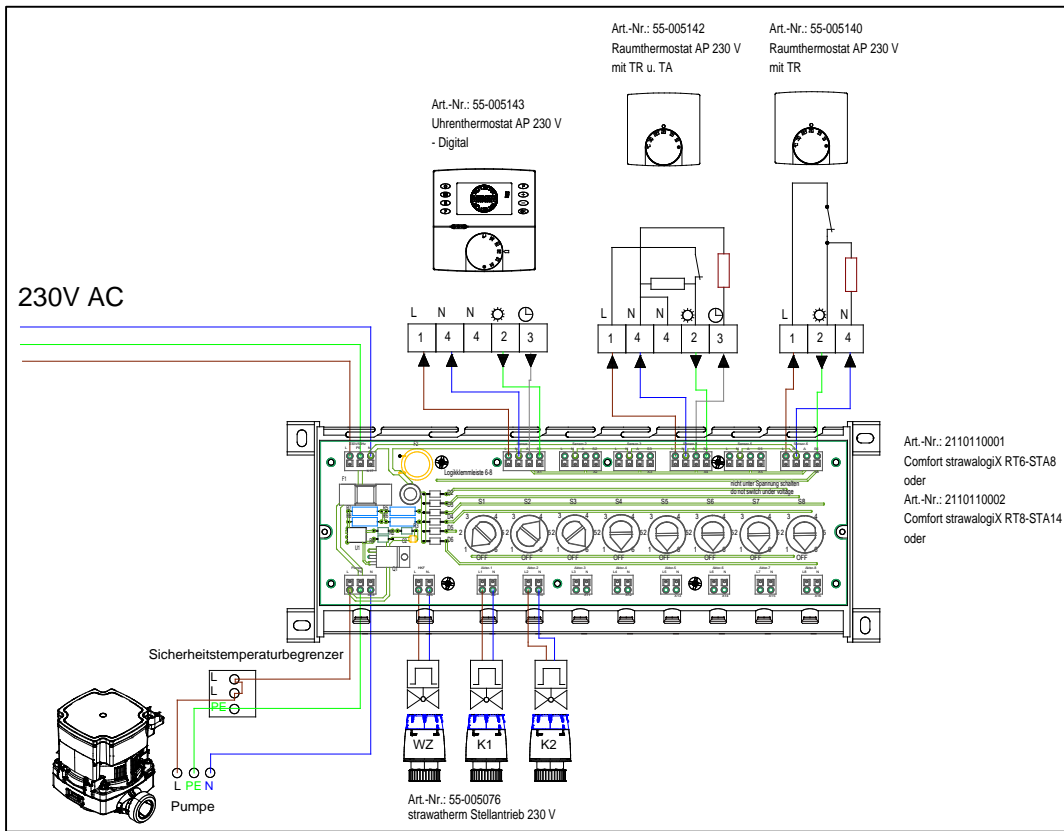 Art.-Nr.: 55-005142
Raumthermostat AP 230 V
mit TR u. TA
Art.-Nr.: 55-005140
Raumthermostat AP 230 V
mit TR
Art.-Nr.: 55-005143
Uhrenthermostat AP 230 V
- Digital
230V AC
L N N
1 4 4 2 3
L N N
1 4 4 2 3
L N
1 2 4
Logikklemmleiste 6-8
nicht unter Spannung schalten
do not switch under voltage
S1 S2 S3 S4 S5 S6 S7 S8
OFF OFF OFF OFF OFF OFF OFF OFF
Art.-Nr.: 2110110001
Comfort strawalogiX RT6-STA8
oder
Art.-Nr.: 2110110002
Comfort strawalogiX RT8-STA14
oder
Sicherheitstemperaturbegrenzer
L
L
PE
L PE N
Pumpe
WZ K1 K2
Art.-Nr.: 55-005076
strawatherm Stellantrieb 230 V